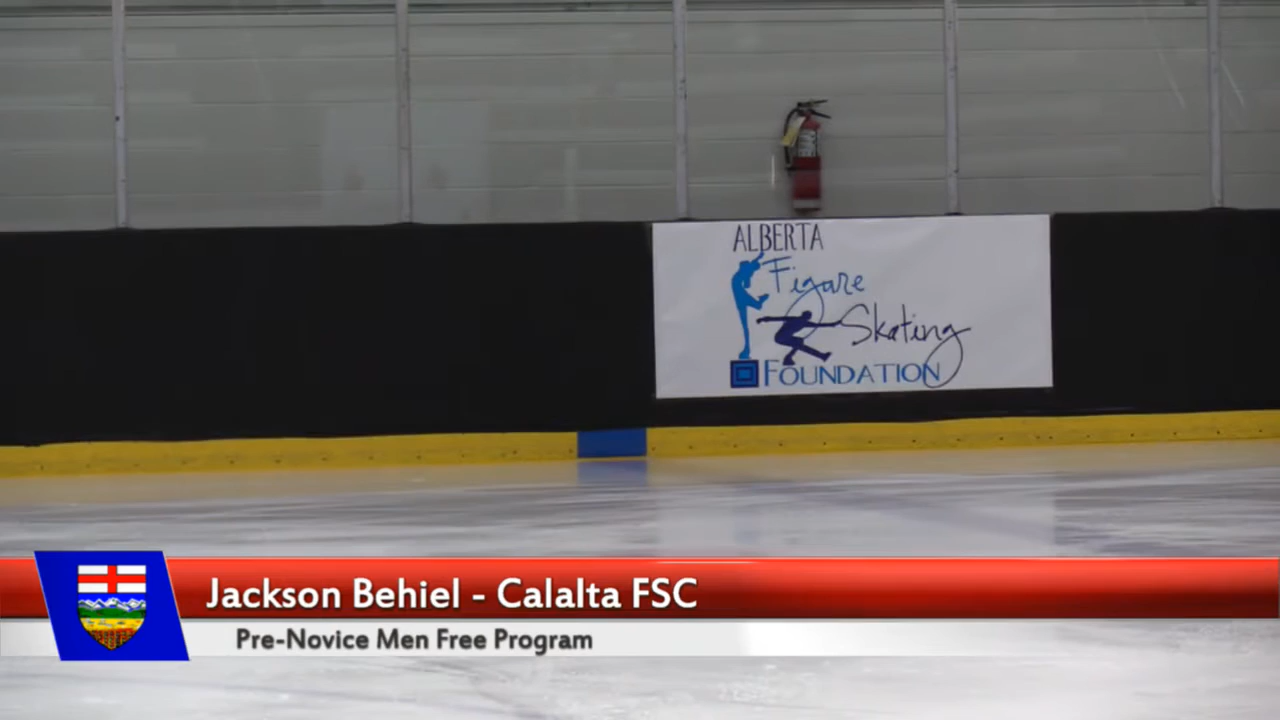 ALBERTA
Figure
Skating
FOUNDATION
Jackson Behiel - Calalta FSC
Pre-Novice Men Free Program